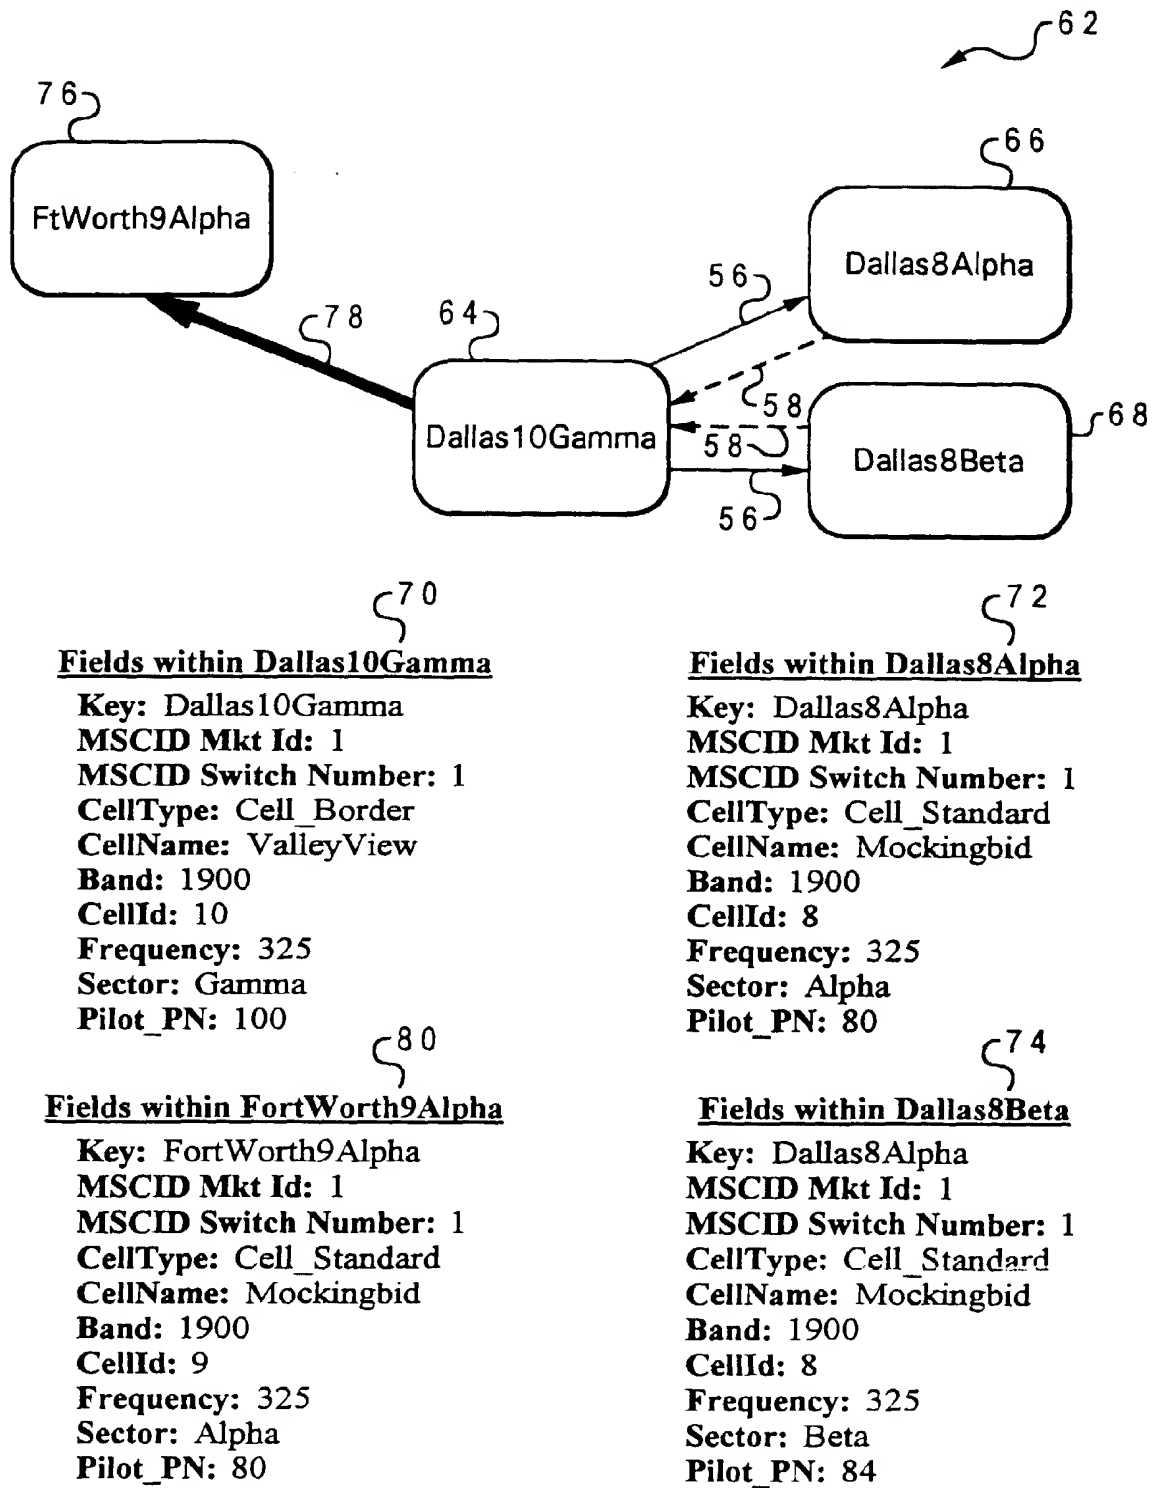 62
76
66
FtWorth9Alpha
Dallas8Alpha
56
78
64
58
68
Dallas10Gamma
58
Dallas8Beta
56
70
Fields within Dallas10Gamma
Key: Dallas10Gamma
MSCID Mkt Id: 1
MSCID Switch Number: 1
CellType: Cell_Border
CellName: ValleyView
Band: 1900
CellId: 10
Frequency: 325
Sector: Gamma
Pilot_PN: 100
72
Fields within Dallas8Alpha
Key: Dallas8Alpha
MSCID Mkt Id: 1
MSCID Switch Number: 1
CellType: Cell_Standard
CellName: Mockingbid
Band: 1900
CellId: 8
Frequency: 325
Sector: Alpha
Pilot_PN: 80
80
Fields within FortWorth9Alpha
Key: FortWorth9Alpha
MSCID Mkt Id: 1
MSCID Switch Number: 1
CellType: Cell_Standard
CellName: Mockingbid
Band: 1900
CellId: 9
Frequency: 325
Sector: Alpha
Pilot_PN: 80
74
Fields within Dallas8Beta
Key: Dallas8Alpha
MSCID Mkt Id: 1
MSCID Switch Number: 1
CellType: Cell_Standard
CellName: Mockingbid
Band: 1900
CellId: 8
Frequency: 325
Sector: Beta
Pilot_PN: 84